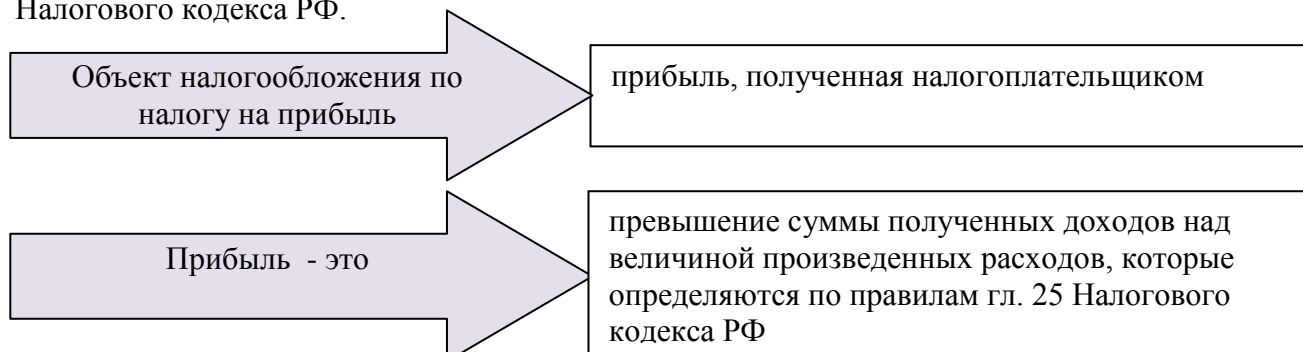 Налогового кодекса РФ.
Объект налогообложения по
налогу на прибыль
прибыль, полученная налогоплательщиком
Прибыль - это
превышение суммы полученных доходов над
величиной произведенных расходов, которые
определяются по правилам гл. 25 Налогового
кодекса РФ